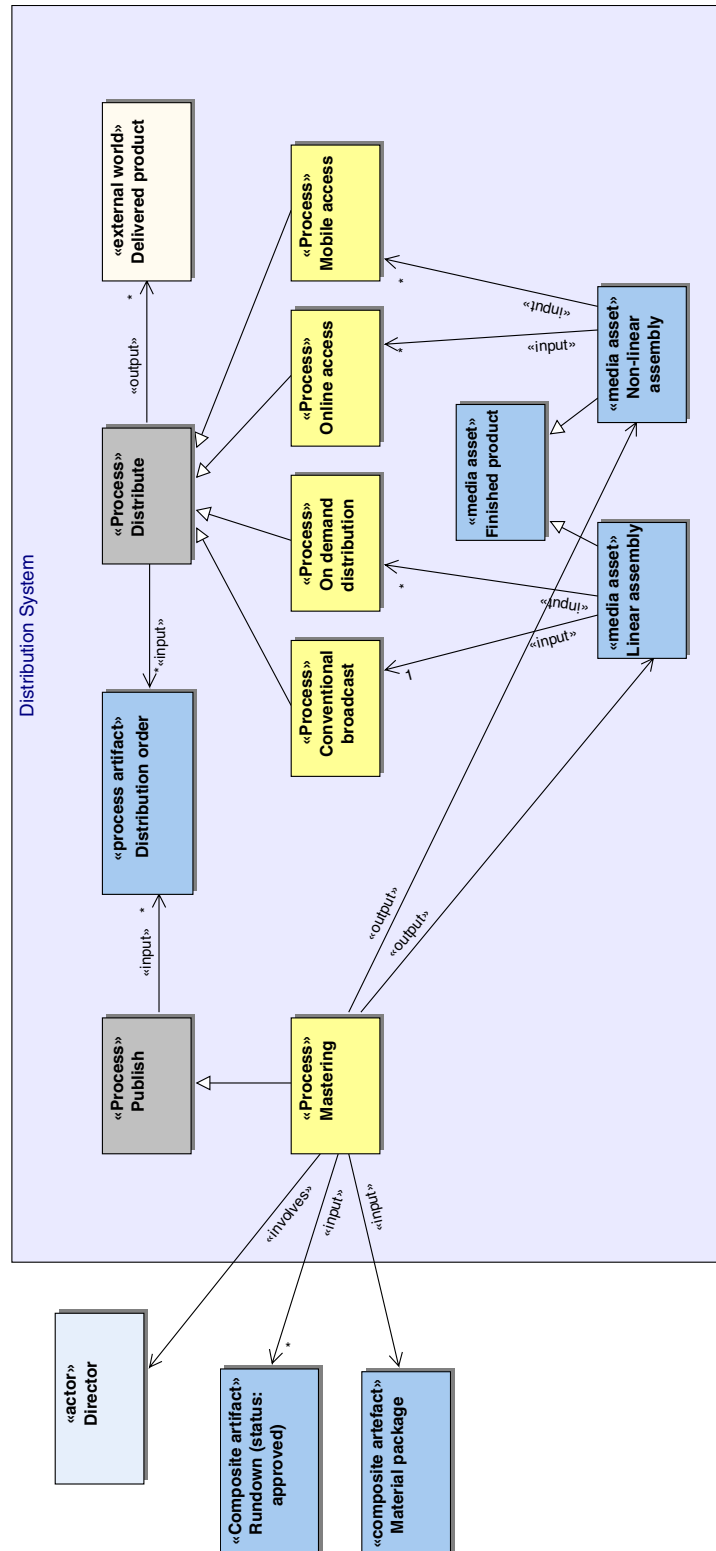 Distribution System
«actor»
Director
«Process»
Publish
«input»
*
«process artifact»
Distribution order
*
«input»
«Process»
Distribute
«output»
*
«external world»
Delivered product
«Composite artifact»
Rundown (status:
approved)
*
«involves»
«input»
«input»
«Process»
Mastering
«Process»
Conventional
broadcast
«Process»
On demand
distribution
«Process»
Online access
«Process»
Mobile access
«composite artefact»
Material package
«output»
«output»
1
*
*
*
«input»
«input»
«input»
«input»
«media asset»
Finished product
«media asset»
Linear assembly
«media asset»
Non-linear
assembly